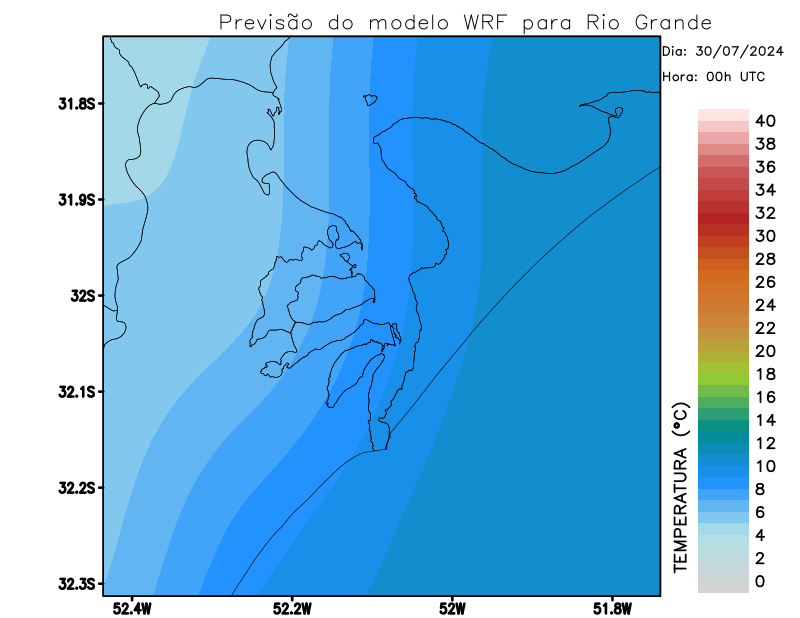 Previsão do modelo WRF para Rio Grande
Dia: 30/07/2024
Hora: 00h UTC
31.8S
31.9S
32S
32.1S
32.2S
32.3S
52.4W
52.2W
52W
51.8W
TEMPERATURA (°C)
40
38
36
34
32
30
28
26
24
22
20
18
16
14
12
10
8
6
4
2
0